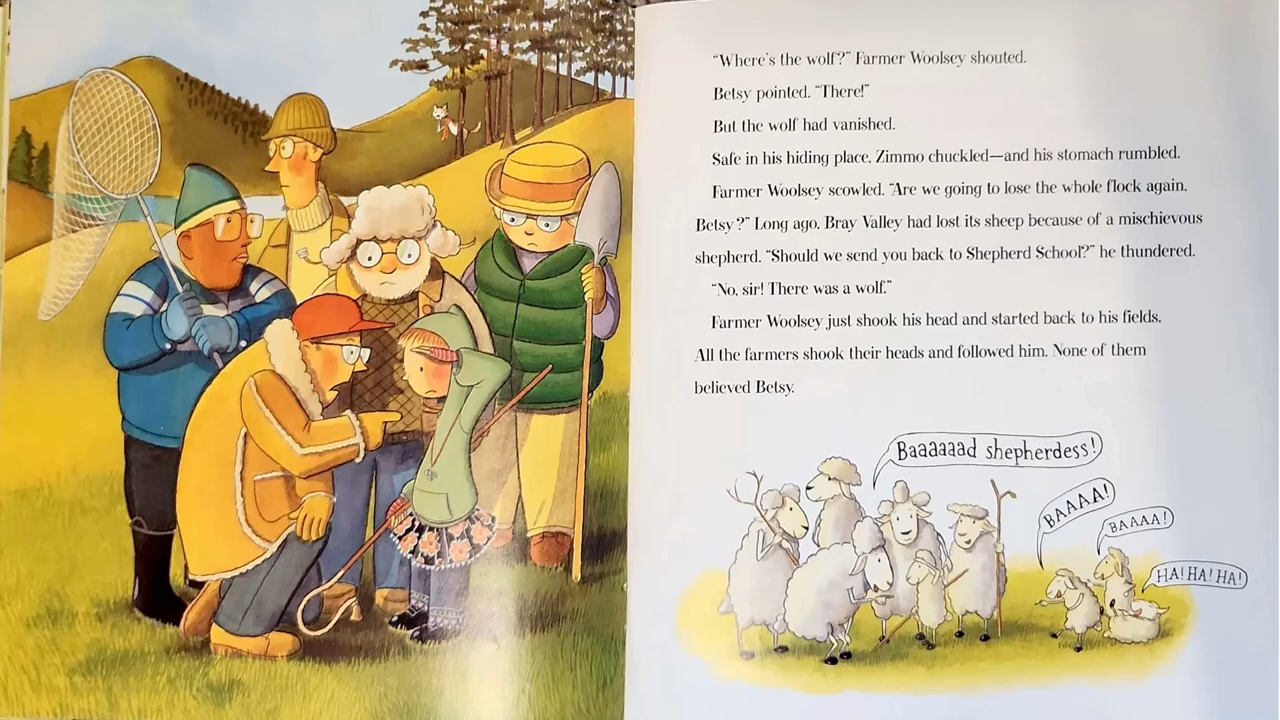 “Where’s the wolf?” Farmer Woolsey shouted.
Betsy pointed. “There!”
But the wolf had vanished.
Safe in his hiding place, Zimmo chuckled—and his stomach rumbled.
Farmer Woolsey scowled. “Are we going to lose the whole flock again,
Betsy?” Long ago, Bray Valley had lost its sheep because of a mischievous
shepherd. “Should we send you back to Shepherd School?” he thundered.
“No, sir! There was a wolf.”
Farmer Woolsey just shook his head and started back to his fields.
All the farmers shook their heads and followed him. None of them
believed Betsy.
Baaaaaad shepherdess!
BAAAA!
BAAAA!
HA! HA! HA!